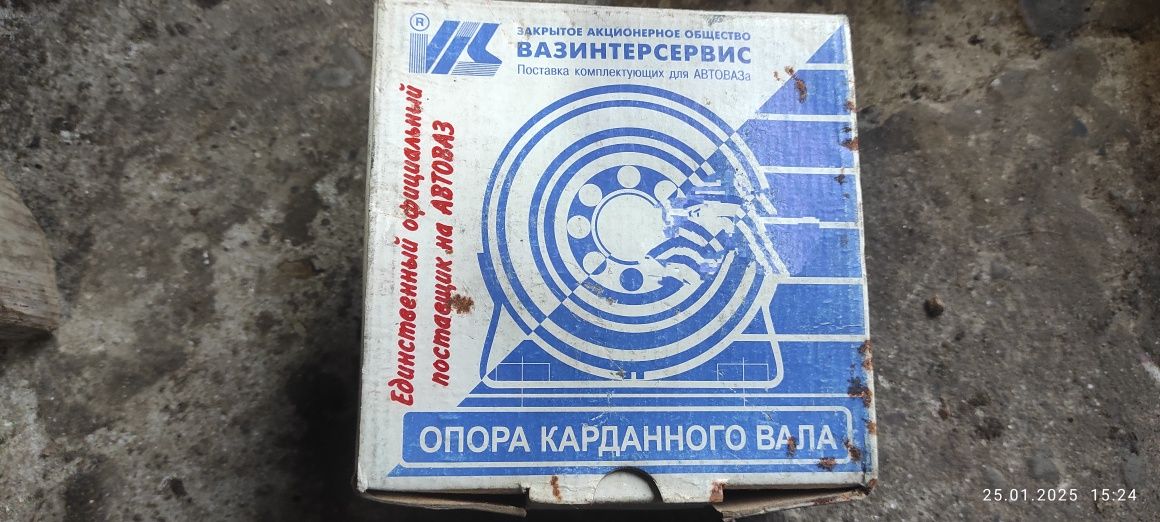 ®
ЗАКРЫТОЕ АКЦИОНЕРНОЕ ОБЩЕСТВО
ВАЗИНТЕРСЕРВИС
Поставка комплектующих для АВТОВАЗа
Единственный официальный
поставщик на АВТОВАЗ
ОПОРА КАРДАННОГО ВАЛА
25.01.2025 15:24